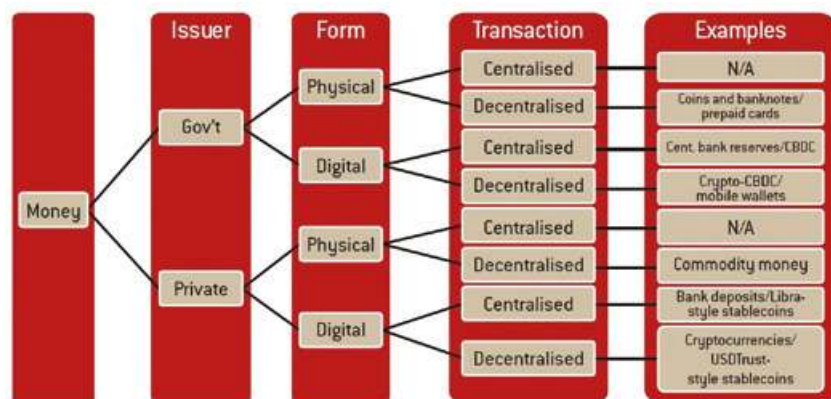 Issuer
Form
Transaction
Examples
Money
Gov't
Private
Physical
Digital
Physical
Digital
Centralised
Decentralised
Centralised
Decentralised
Centralised
Decentralised
Centralised
Decentralised
N/A
Coins and banknotes/
prepaid cards
Cent. bank reserves/CBDC
Crypto-CBDC/
mobile wallets
N/A
Commodity money
Bank deposits/Libra-
style stablecoins
Cryptocurrencies/
USDTrust-
style stablecoins